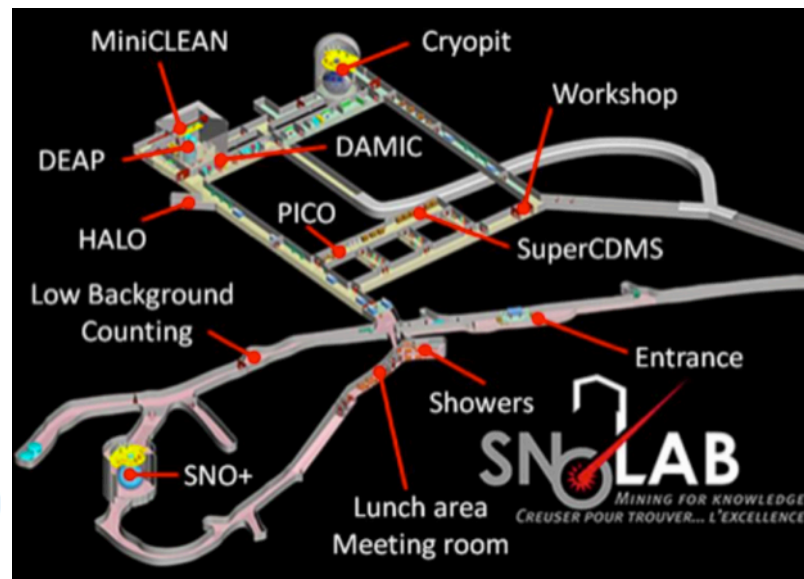 MiniCLEAN
Cryopit
Workshop
DEAP
DAMIC
HALO
PICO
SuperCDMS
Low Background
Counting
Entrance
Showers
SNO+
Lunch area
Meeting room
SNOLAB
MINING FOR KNOWLEDGE
CREUSER POUR TROUVER... L'EXCELLENCE